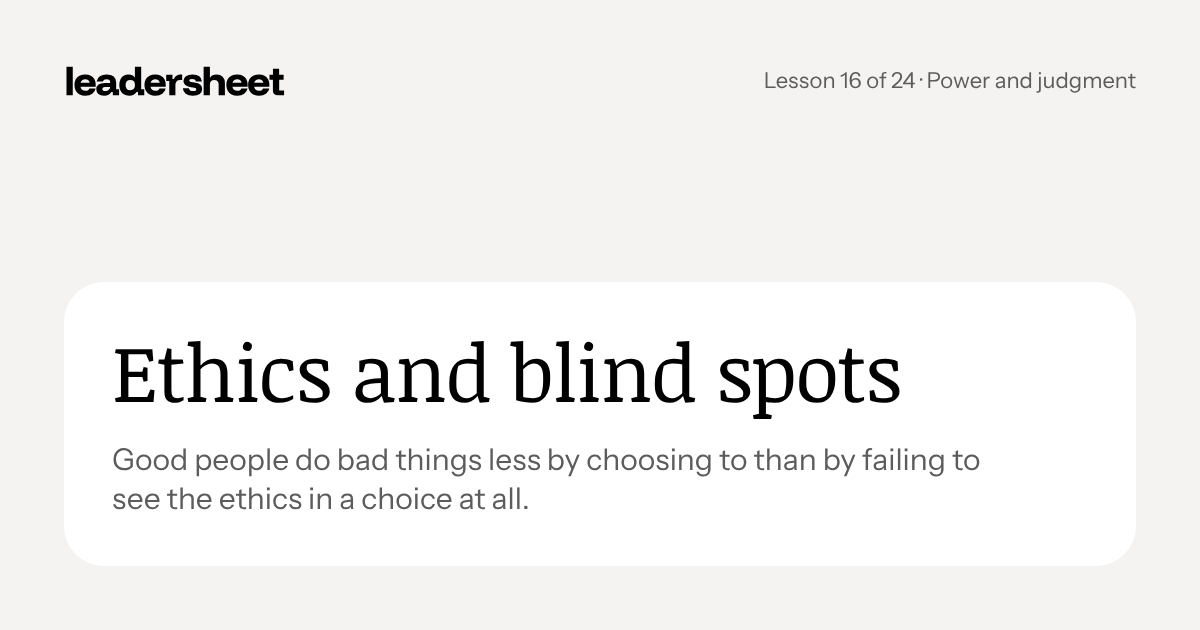 leadersheet
Lesson 16 of 24 · Power and judgment
Ethics and blind spots
Good people do bad things less by choosing to than by failing to
see the ethics in a choice at all.